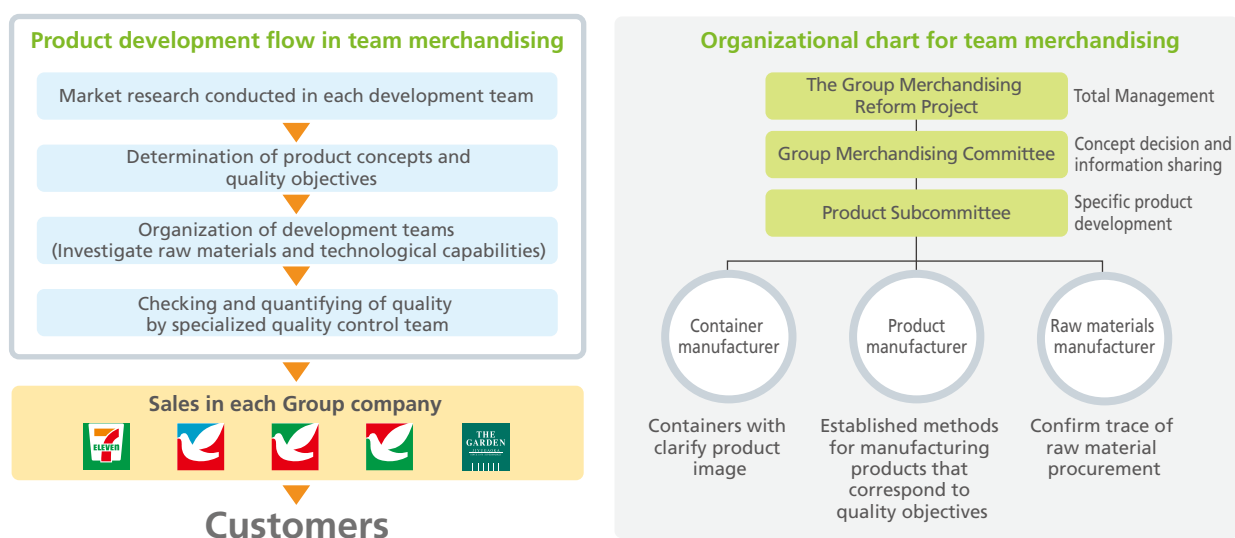 Product development flow in team merchandising
Market research conducted in each development team
Determination of product concepts and
quality objectives
Organization of development teams
(Investigate raw materials and technological capabilities)
Checking and quantifying of quality
by specialized quality control team
Sales in each Group company
7
ELEVEN
THE
GARDEN
JIYUGAOKA
Customers
Organizational chart for team merchandising
The Group Merchandising
Reform Project
Total Management
Group Merchandising Committee
Concept decision and
information sharing
Product Subcommittee
Specific product
development
Container
manufacturer
Product
manufacturer
Raw materials
manufacturer
Containers with
clarify product
image
Established methods
for manufacturing
products that
correspond to
quality objectives
Confirm trace of
raw material
procurement